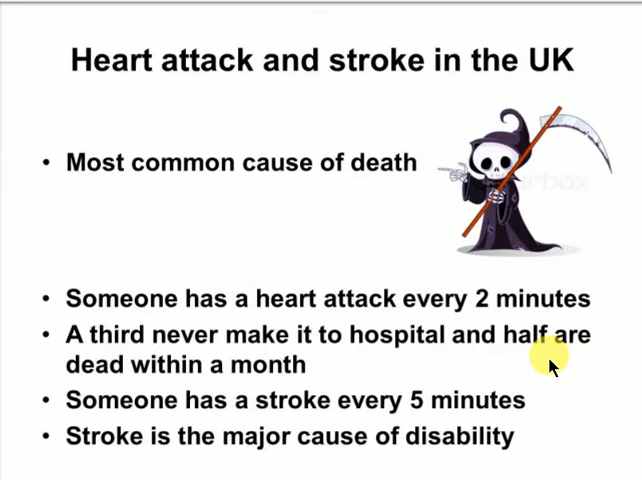 Heart attack and stroke in the UK
• Most common cause of death
• Someone has a heart attack every 2 minutes
• A third never make it to hospital and half are
dead within a month
• Someone has a stroke every 5 minutes
• Stroke is the major cause of disability